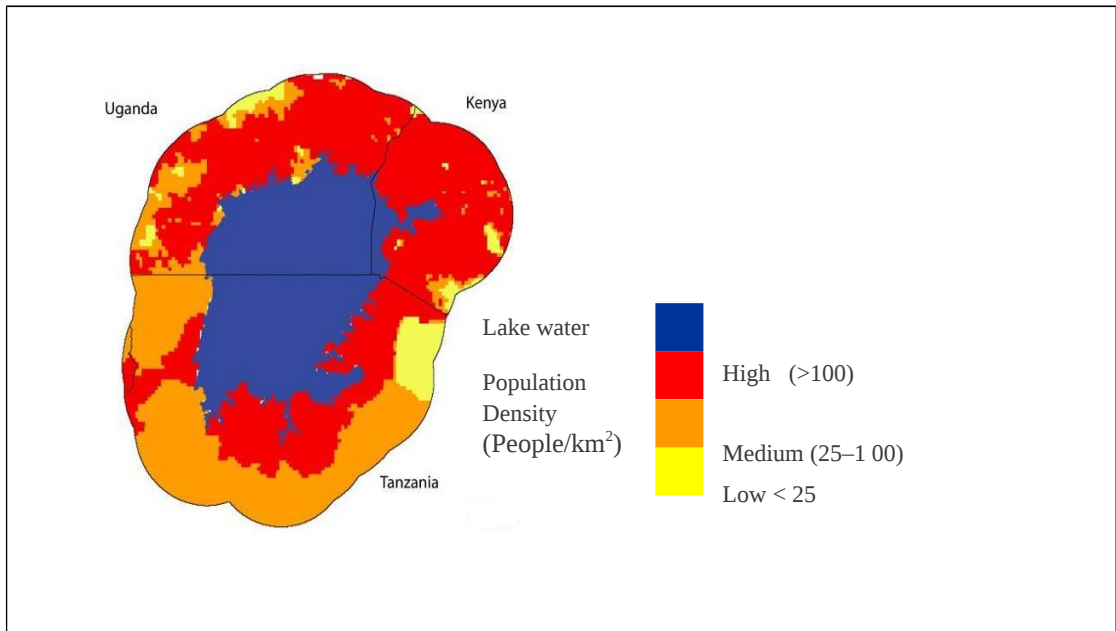 Uganda
Kenya
Lake water
High (>100)
Population
Density
(People/km²)
Medium (25–1 00)
Low < 25
Tanzania